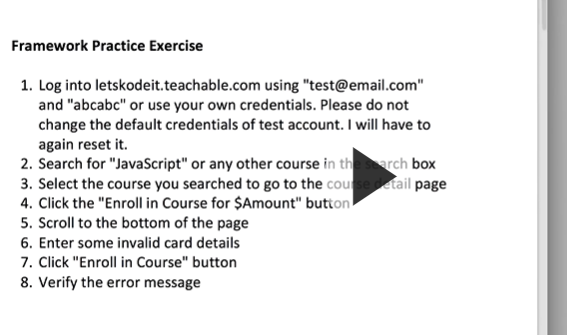 Framework Practice Exercise
1. Log into letskodeit.teachable.com using "test@email.com"
and "abcabc" or use your own credentials. Please do not
change the default credentials of test account. I will have to
again reset it.
2. Search for "JavaScript" or any other course in the search box
3. Select the course you searched to go to the course detail page
4. Click the "Enroll in Course for $Amount" button
5. Scroll to the bottom of the page
6. Enter some invalid card details
7. Click "Enroll in Course" button
8. Verify the error message